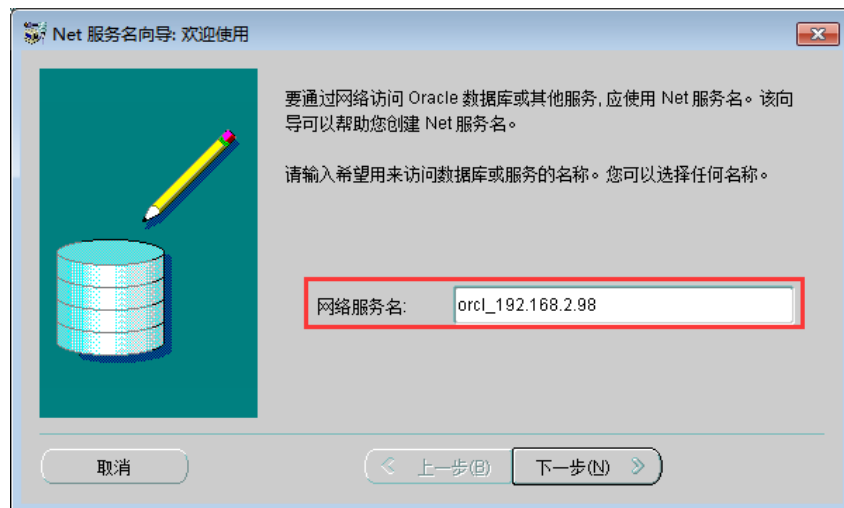 Net 服务名向导: 欢迎使用
要通过网络访问 Oracle 数据库或其他服务, 应使用 Net 服务名。该向
导可以帮助您创建 Net 服务名。
请输入希望用来访问数据库或服务的名称。您可以选择任何名称。
网络服务名: orcl_192.168.2.98
取消 上一步(B) 下一步(N)